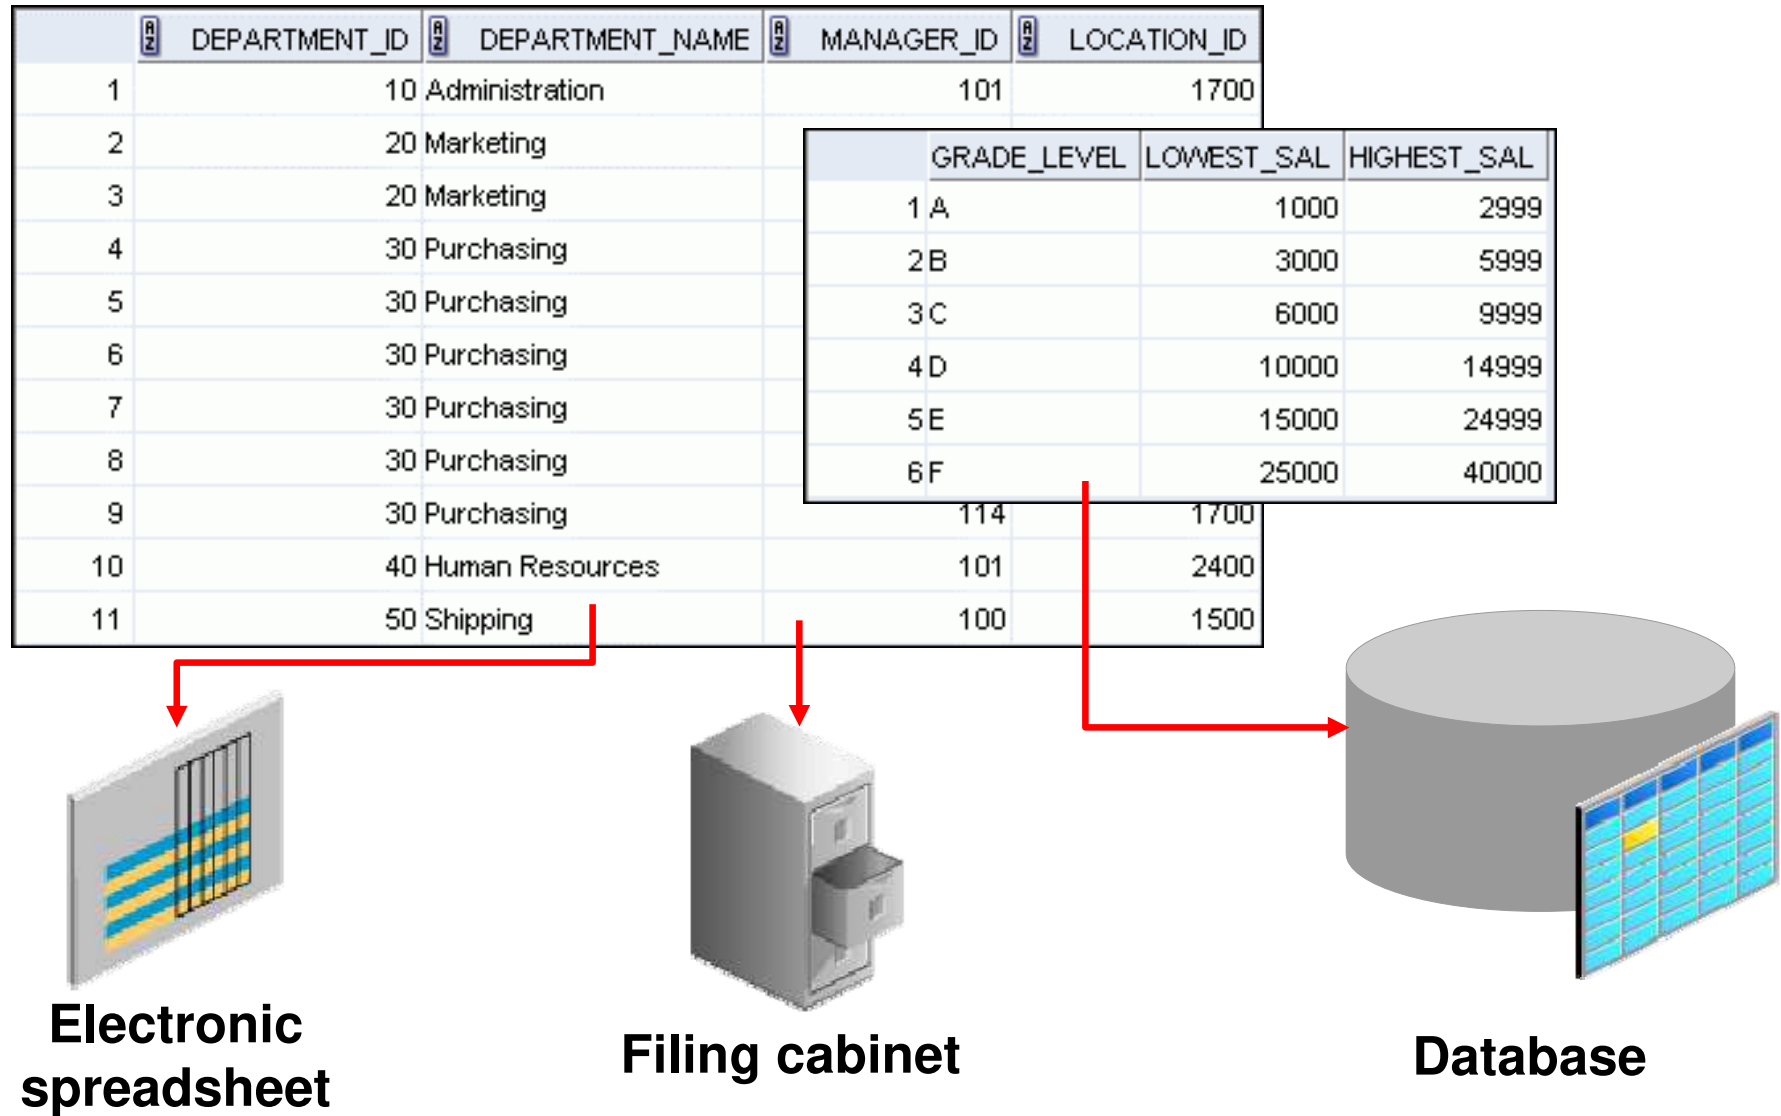 DEPARTMENT_ID DEPARTMENT_NAME MANAGER_ID LOCATION_ID
1 10 Administration 101 1700
2 20 Marketing
3 20 Marketing
4 30 Purchasing
5 30 Purchasing
6 30 Purchasing
7 30 Purchasing
8 30 Purchasing
9 30 Purchasing 114 1700
10 40 Human Resources 101 2400
11 50 Shipping 100 1500
GRADE_LEVEL LOWEST_SAL HIGHEST_SAL
1 A 1000 2999
2 B 3000 5999
3 C 6000 9999
4 D 10000 14999
5 E 15000 24999
6 F 25000 40000
Electronic
spreadsheet
Filing cabinet
Database